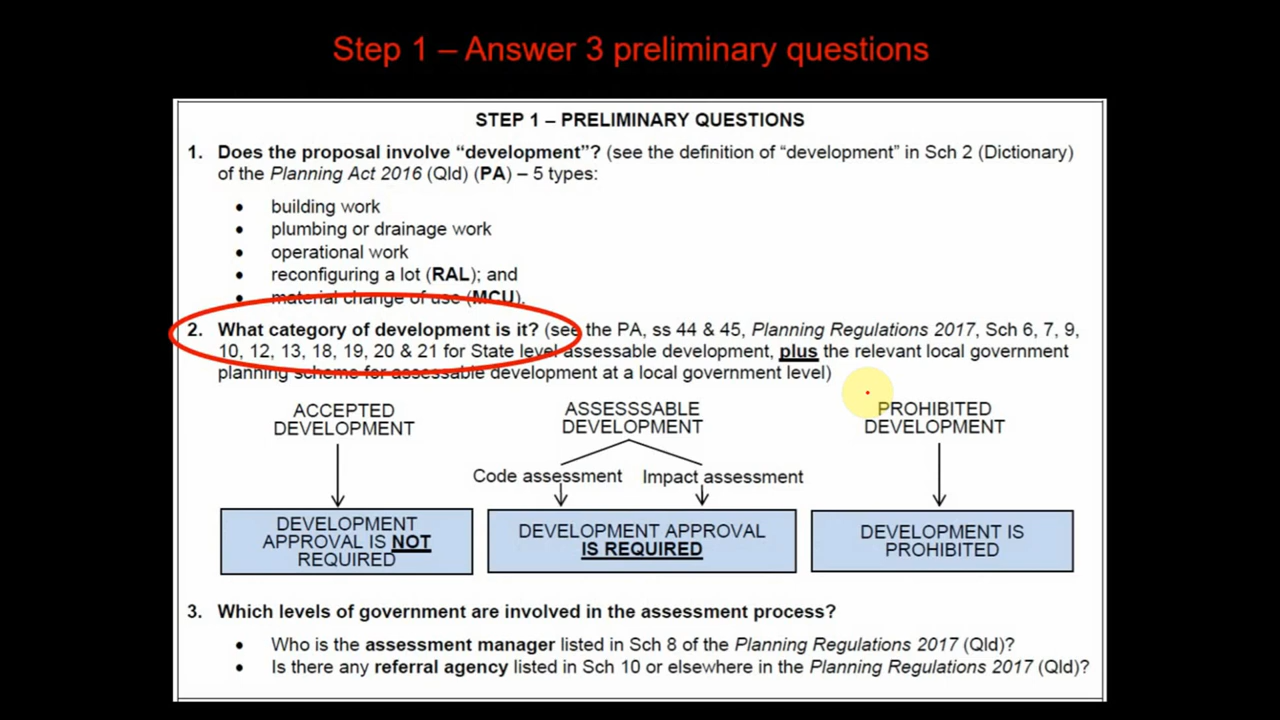 Step 1 – Answer 3 preliminary questions
STEP 1 – PRELIMINARY QUESTIONS
1. Does the proposal involve “development”? (see the definition of “development” in Sch 2 (Dictionary)
of the Planning Act 2016 (Qld) (PA) – 5 types:
• building work
• plumbing or drainage work
• operational work
• reconfiguring a lot (RAL); and
• material change of use (MCU).
2. What category of development is it? (see the PA, ss 44 & 45, Planning Regulations 2017, Sch 6, 7, 9,
10, 12, 13, 18, 19, 20 & 21 for State level assessable development, plus the relevant local government
planning scheme for assessable development at a local government level)
ACCEPTED
DEVELOPMENT
ASSESSSABLE
DEVELOPMENT
PROHIBITED
DEVELOPMENT
Code assessment
Impact assessment
DEVELOPMENT
APPROVAL IS NOT
REQUIRED
DEVELOPMENT APPROVAL
IS REQUIRED
DEVELOPMENT IS
PROHIBITED
3. Which levels of government are involved in the assessment process?
• Who is the assessment manager listed in Sch 8 of the Planning Regulations 2017 (Qld)?
• Is there any referral agency listed in Sch 10 or elsewhere in the Planning Regulations 2017 (Qld)?